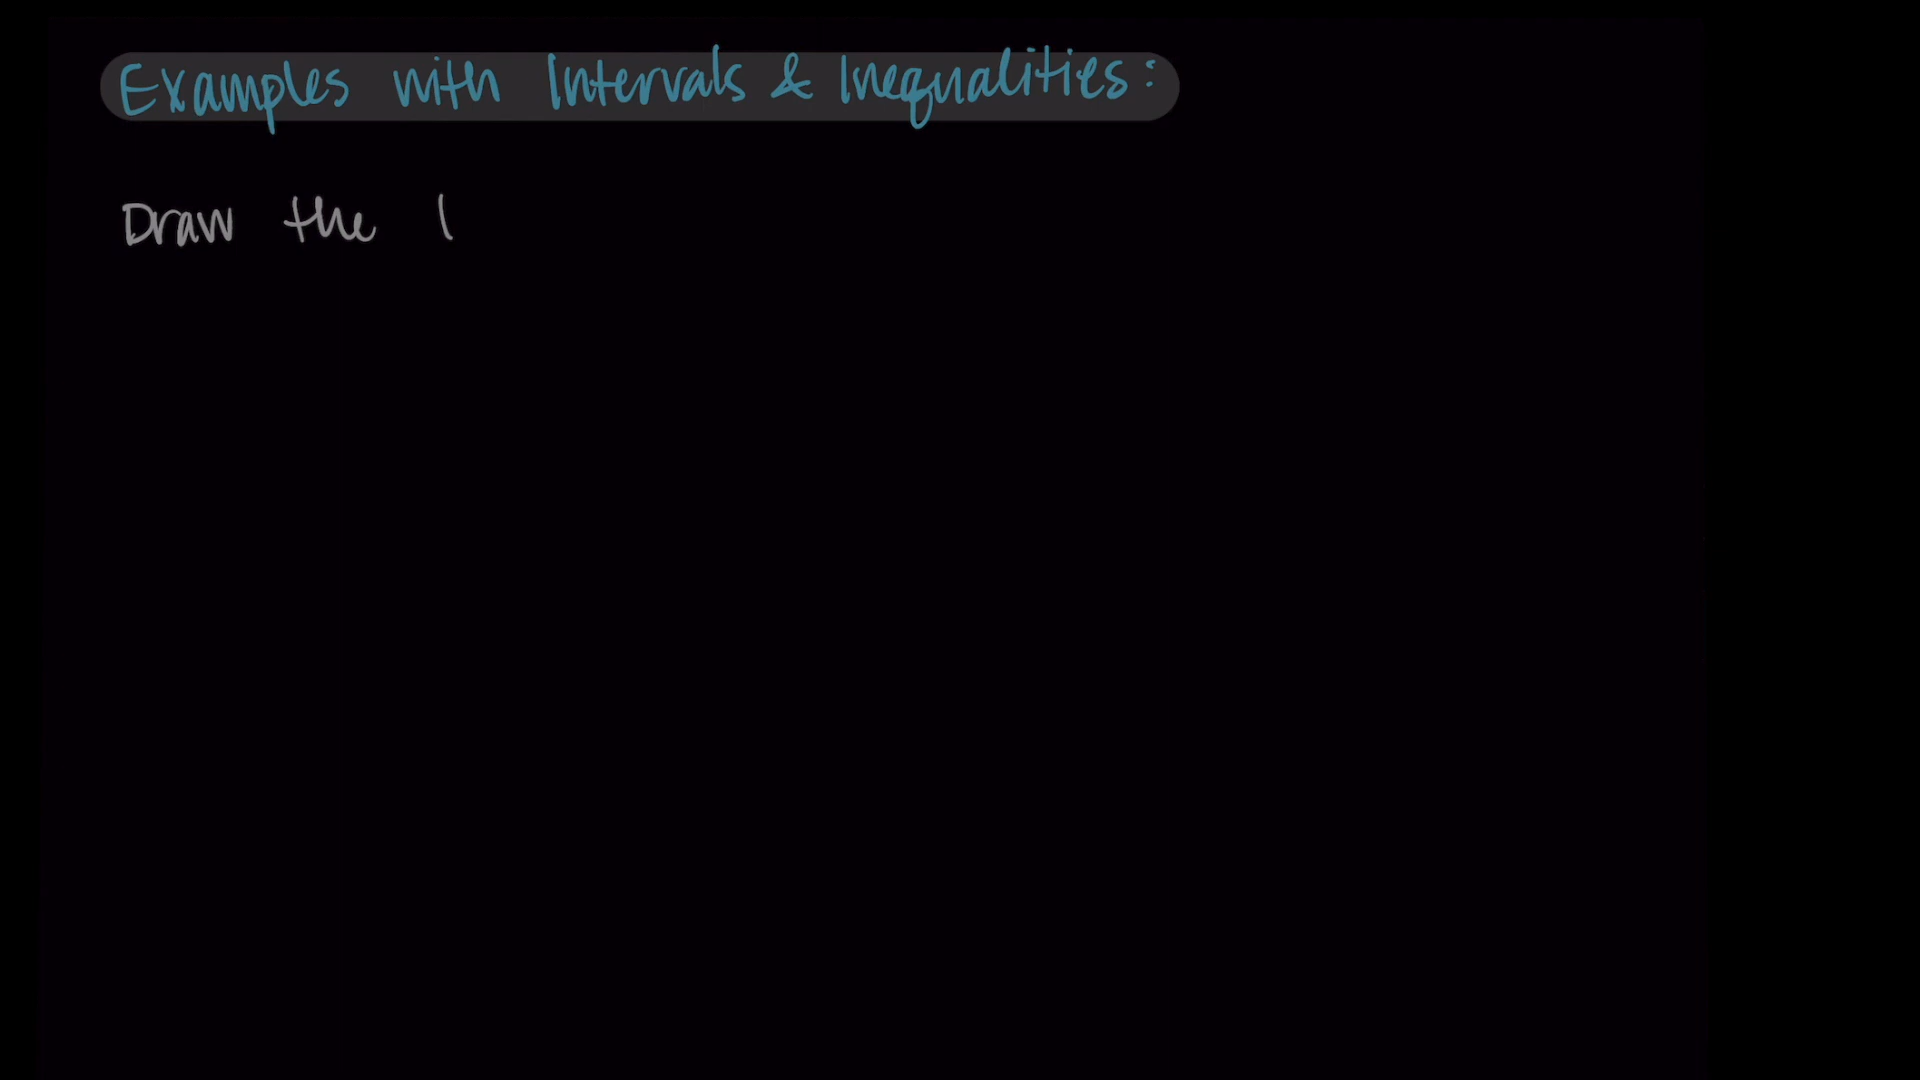 Examples with Intervals & Inequalities:
Draw the l